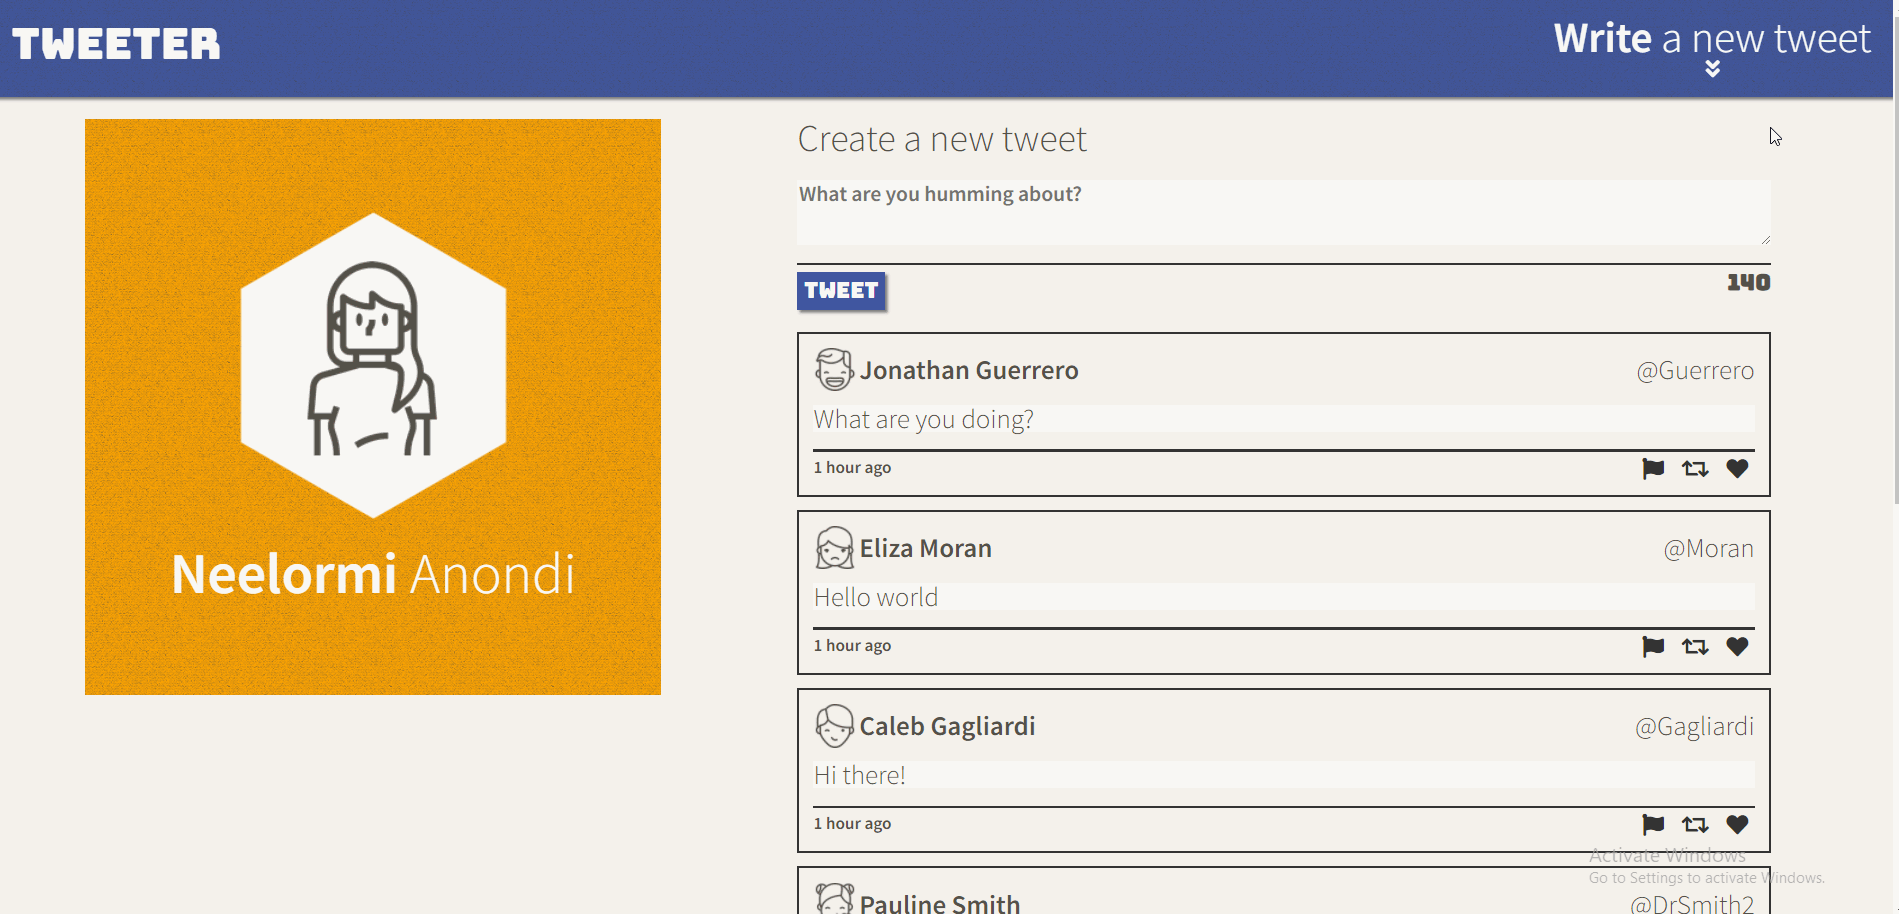 TWEETER
Write a new tweet
Neelormi Anondi
Create a new tweet
What are you humming about?
TWEET
140
Jonathan Guerrero
@Guerrero
What are you doing?
1 hour ago
Eliza Moran
@Moran
Hello world
1 hour ago
Caleb Gagliardi
@Gagliardi
Hi there!
1 hour ago
Pauline Smith
@DrSmith2
Activate Windows
Go to Settings to activate Windows.